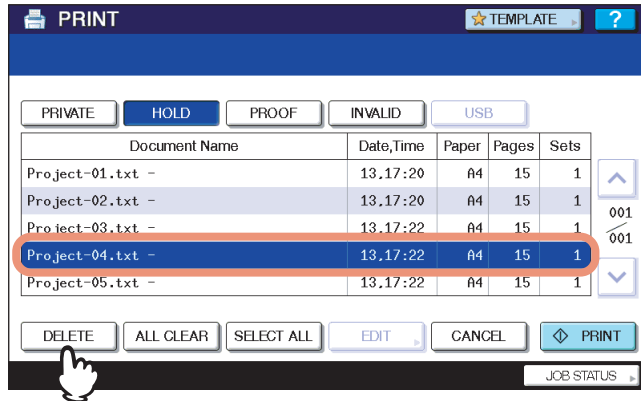 PRINT TEMPLATE ?
PRIVATE HOLD PROOF INVALID USB
Document Name Date,Time Paper Pages Sets
Project-01.txt - 13,17:20 A4 15 1
Project-02.txt - 13,17:20 A4 15 1
Project-03.txt - 13,17:22 A4 15 1
Project-04.txt - 13,17:22 A4 15 1
Project-05.txt - 13,17:22 A4 15 1
001
001
DELETE ALL CLEAR SELECT ALL EDIT CANCEL PRINT
JOB STATUS